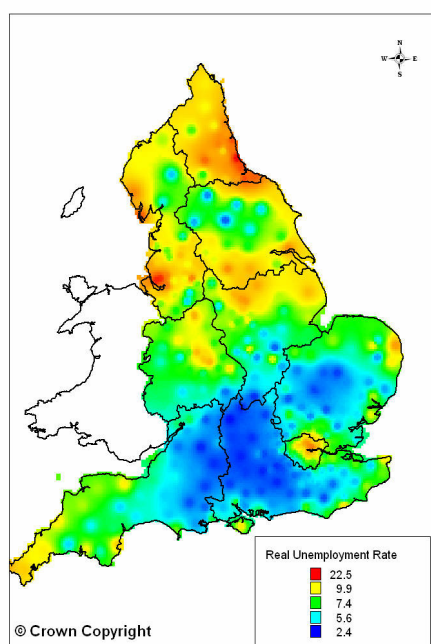 N
W E
S
Real Unemployment Rate
22.5
9.9
7.4
5.6
2.4
© Crown Copyright